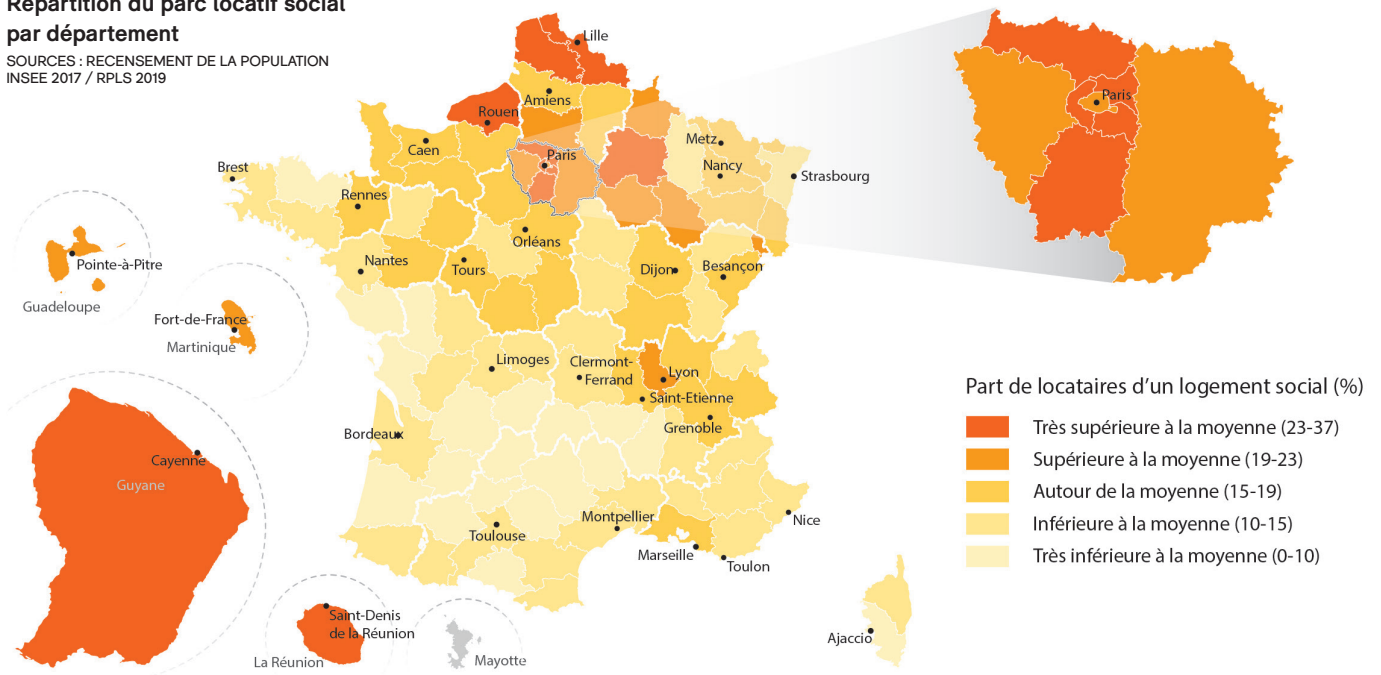 Répartition du parc locatif social
par département
SOURCES : RECENSEMENT DE LA POPULATION
INSEE 2017 / RPLS 2019
Lille
Amiens
Rouen
Caen
Paris
Metz
Nancy
Strasbourg
Brest
Rennes
Orléans
Nantes
Tours
Dijon
Besançon
Limoges
Clermont-
Ferrand
Lyon
Saint-Etienne
Grenoble
Bordeaux
Toulouse
Montpellier
Marseille
Toulon
Nice
Ajaccio
Pointe-à-Pitre
Guadeloupe
Fort-de-France
Martinique
Cayenne
Guyane
Saint-Denis
de la Réunion
La Réunion
Mayotte
Paris
Part de locataires d'un logement social (%)
Très supérieure à la moyenne (23-37)
Supérieure à la moyenne (19-23)
Autour de la moyenne (15-19)
Inférieure à la moyenne (10-15)
Très inférieure à la moyenne (0-10)